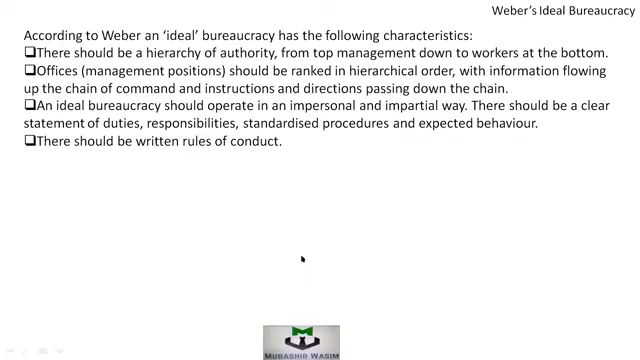 Weber's Ideal Bureaucracy
According to Weber an 'ideal' bureaucracy has the following characteristics:
❑There should be a hierarchy of authority, from top management down to workers at the bottom.
❑Offices (management positions) should be ranked in hierarchical order, with information flowing
up the chain of command and instructions and directions passing down the chain.
❑An ideal bureaucracy should operate in an impersonal and impartial way. There should be a clear
statement of duties, responsibilities, standardised procedures and expected behaviour.
❑There should be written rules of conduct.
MUBASHIR WASIM